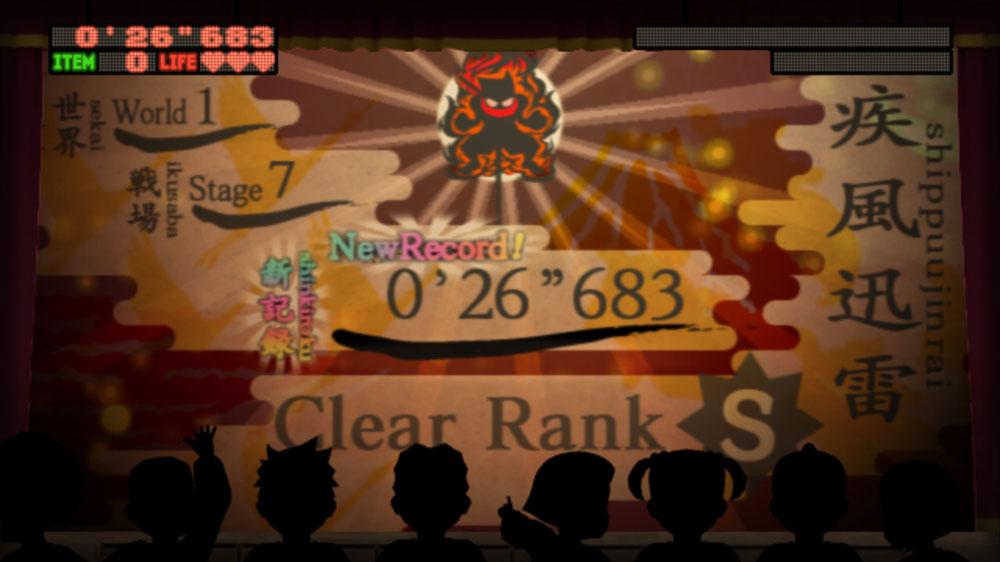 0'26"683
ITEM 0 LIFE
世界 sekai World 1
戦場 ikusaba Stage 7
NewRecord!
新記録 shinkiroku
0'26"683
Clear Rank S
疾風迅雷
shippuujinrai